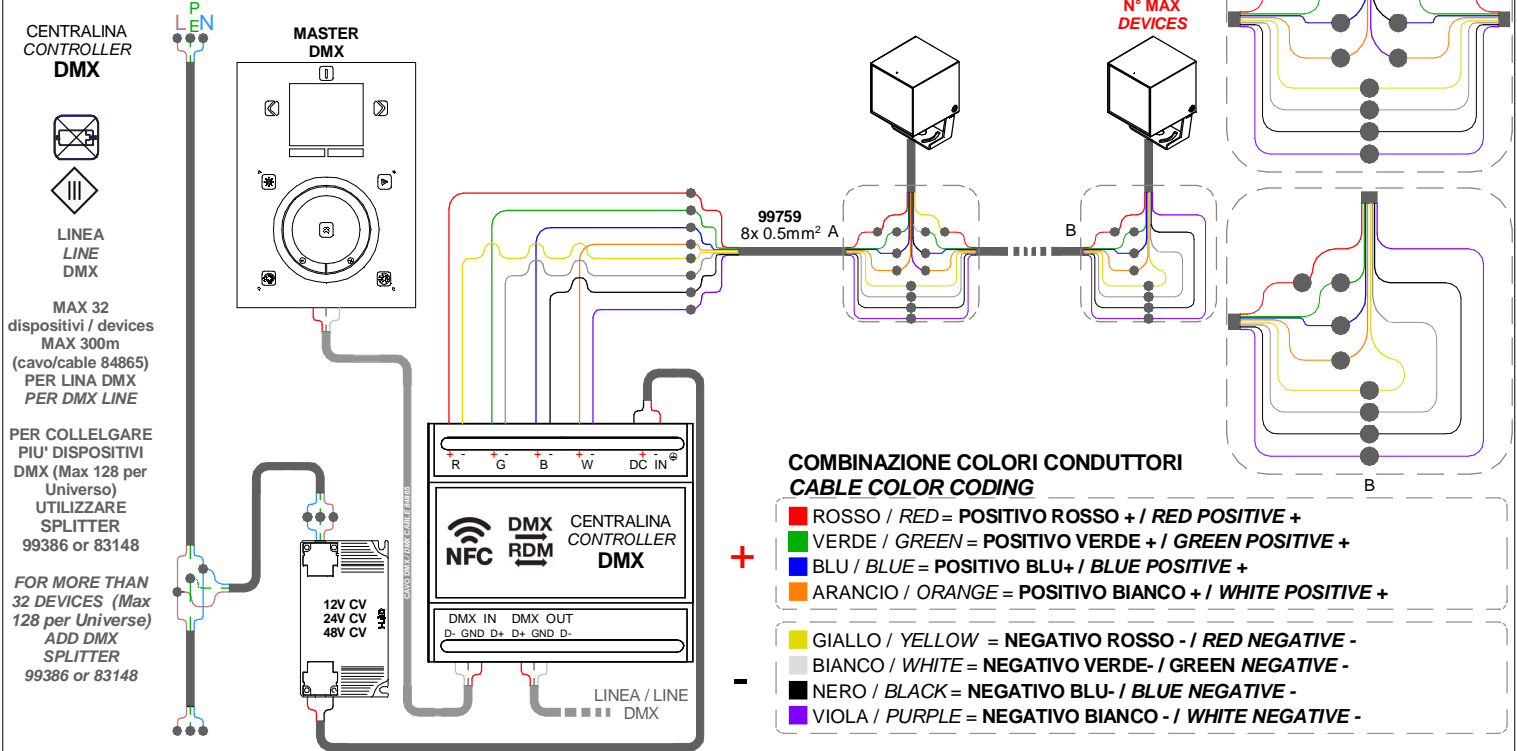 CENTRALINA
CONTROLLER
DMX
LINEA
LINE
DMX
MAX 32
dispositivi / devices
MAX 300m
(cavo/cable 84865)
PER LINA DMX
PER DMX LINE
PER COLLELGARE
PIU' DISPOSITIVI
DMX (Max 128 per
Universo)
UTILIZZARE
SPLITTER
99386 or 83148
FOR MORE THAN
32 DEVICES (Max
128 per Universe)
ADD DMX
SPLITTER
99386 or 83148
L
P
E
N
MASTER
DMX
CAVO DMX / DMX CABLE 84865
12V CV
24V CV
48V CV
R G B W DC IN
+ - + - + - + - + -
NFC
DMX
RDM
CENTRALINA
CONTROLLER
DMX
DMX IN DMX OUT
D- GND D+ D+ GND D-
LINEA / LINE
DMX
99759
8x 0.5mm² A
B
N° MAX
DEVICES
B
COMBINAZIONE COLORI CONDUTTORI
CABLE COLOR CODING
+
ROSSO / RED = POSITIVO ROSSO + / RED POSITIVE +
VERDE / GREEN = POSITIVO VERDE + / GREEN POSITIVE +
BLU / BLUE = POSITIVO BLU+ / BLUE POSITIVE +
ARANCIO / ORANGE = POSITIVO BIANCO + / WHITE POSITIVE +
-
GIALLO / YELLOW = NEGATIVO ROSSO - / RED NEGATIVE -
BIANCO / WHITE = NEGATIVO VERDE- / GREEN NEGATIVE -
NERO / BLACK = NEGATIVO BLU- / BLUE NEGATIVE -
VIOLA / PURPLE = NEGATIVO BIANCO - / WHITE NEGATIVE -